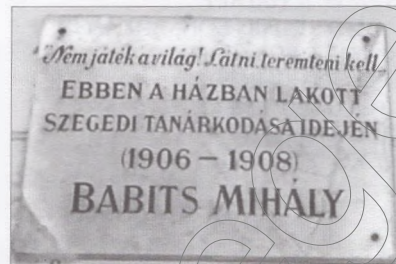 "Nem játék a világ! Látni, teremteni kell...
EBBEN A HÁZBAN LAKOTT
SZEGEDI TANÁRKODÁSA IDEJÉN
(1906 – 1908)
BABITS MIHÁLY